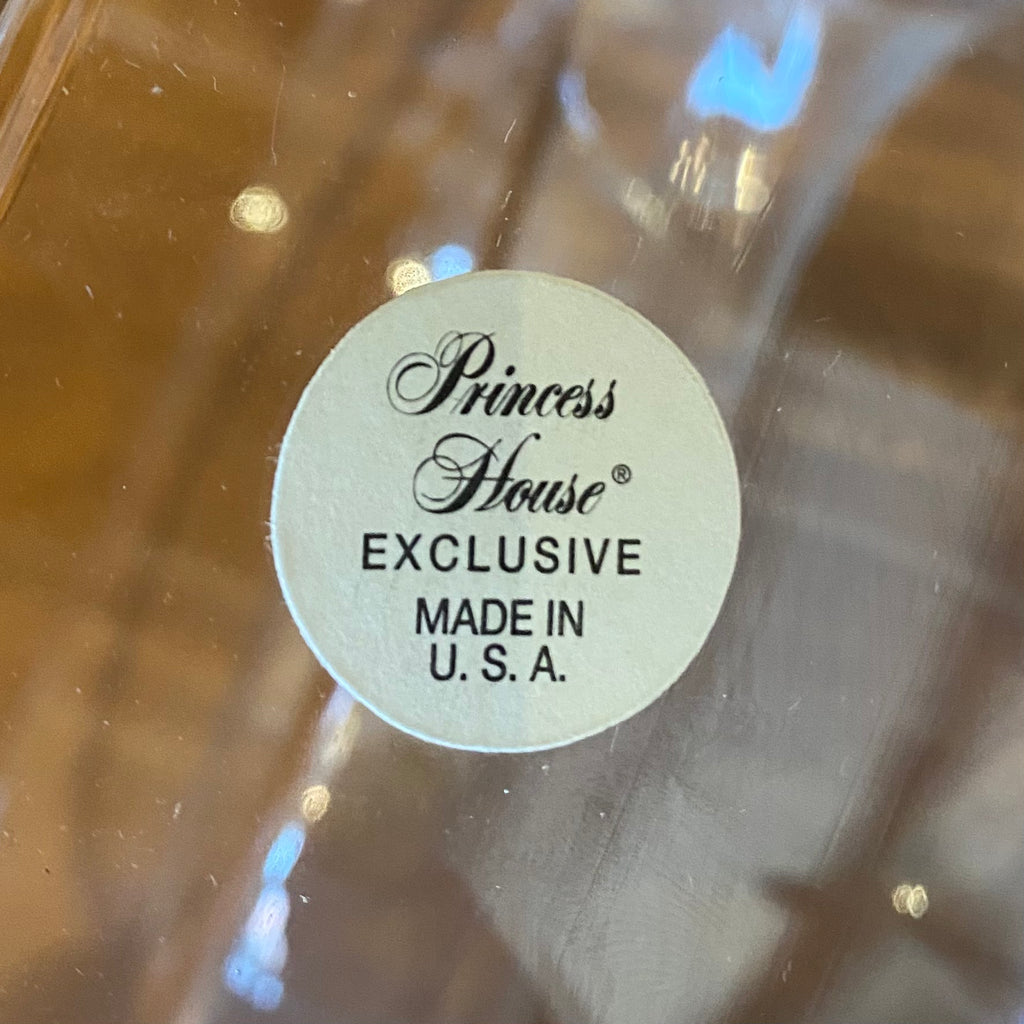 Princess
House®
EXCLUSIVE
MADE IN
U. S. A.